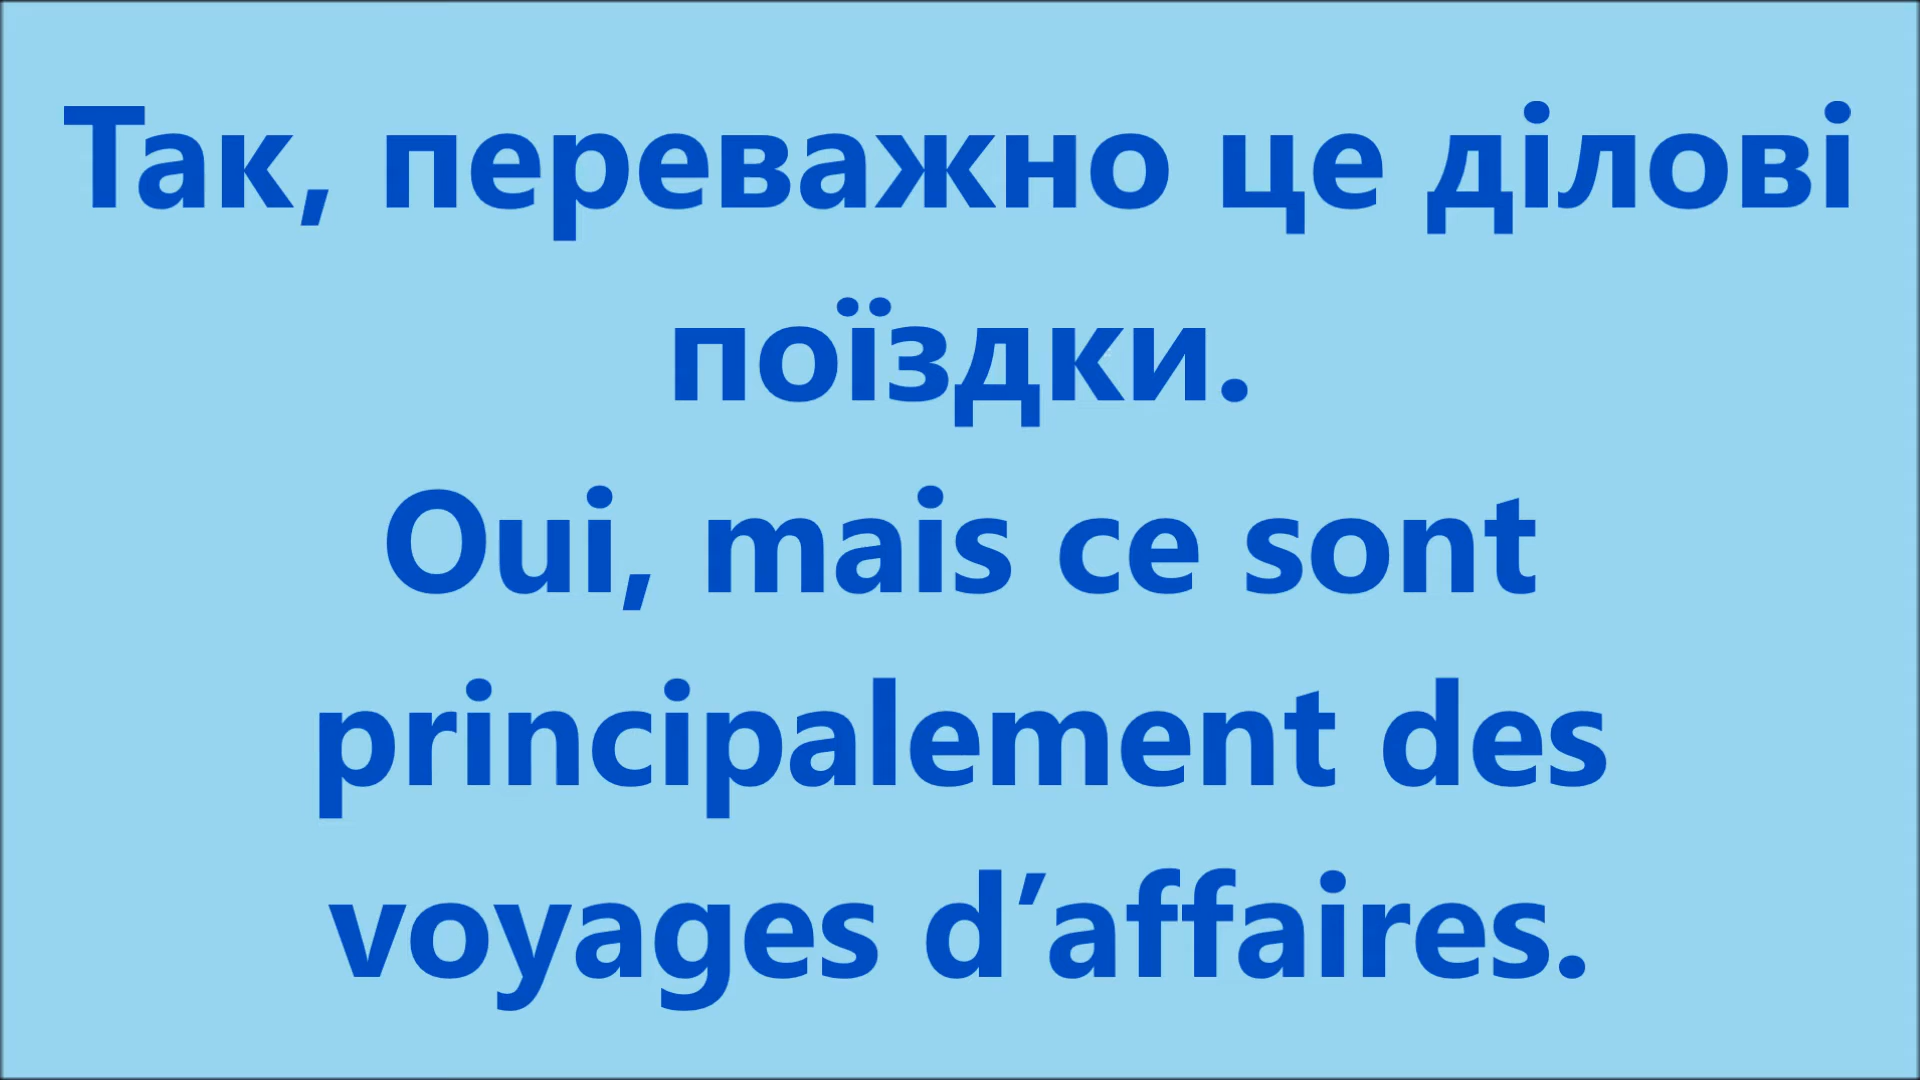 Так, переважно це ділові
поїздки.
Oui, mais ce sont
principalement des
voyages d’affaires.